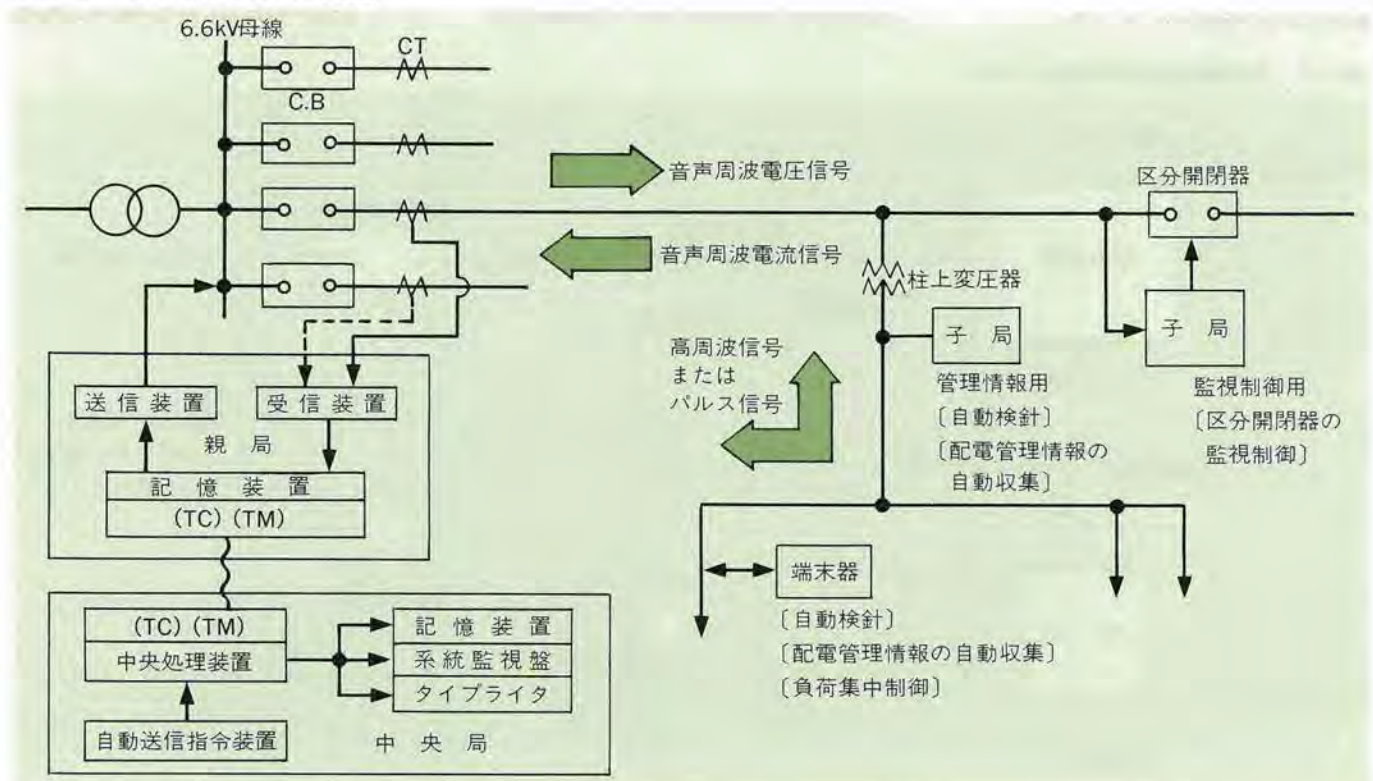 6.6kV母線
CT
C.B
音声周波電圧信号
区分開閉器
音声周波電流信号
柱上変圧器
子局
子局
高周波信号
または
パルス信号
管理情報用
〔自動検針〕
〔配電管理情報の
自動収集〕
監視制御用
〔区分開閉器の
監視制御〕
送信装置
受信装置
親局
記憶装置
(TC) (TM)
端末器
〔自動検針〕
〔配電管理情報の自動収集〕
〔負荷集中制御〕
(TC) (TM)
中央処理装置
記憶装置
系統監視盤
タイプライタ
自動送信指令装置
中央局